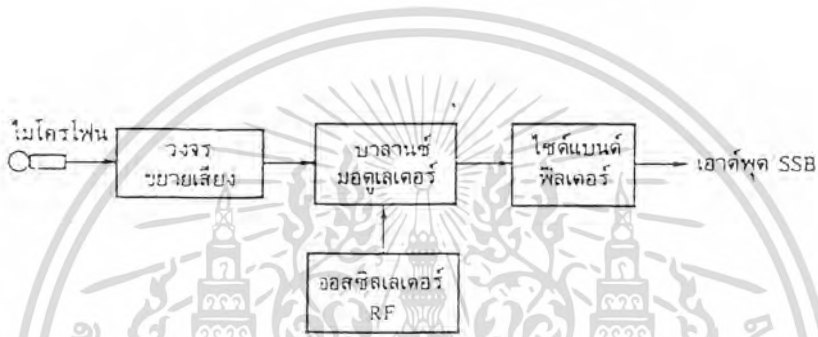 ไมโครโฟน
วงจร
ขยายเสียง
บาลานซ์
มอดูเลเตอร์
ไซด์แบนด์
ฟิลเตอร์
เอาต์พุต SSB
ออสซิลเลเตอร์
RF